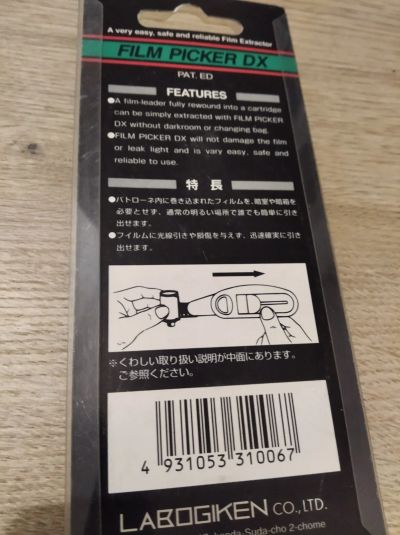 A very easy, safe and reliable Film Extractor
FILM PICKER DX
PAT. ED
FEATURES
●A film-leader fully rewound into a cartridge
can be simply extracted with FILM PICKER
DX without darkroom or changing bag.
●FILM PICKER DX will not damage the film
or leak light and is very easy, safe and
reliable to use.
特長
●パトローネ内に巻き込まれたフィルムを、暗室や暗箱を
必要とせず、通常の明るい場所で誰でも簡単に引き
出せます。
●フイルムに光線引きや損傷を与えず、迅速確実に引き
出せます。
※くわしい取り扱い説明が中面にあります。
ご参照ください。
4 931053 310067
LABOGIKEN CO., LTD.
Kanda-Suda-cho 2-chome